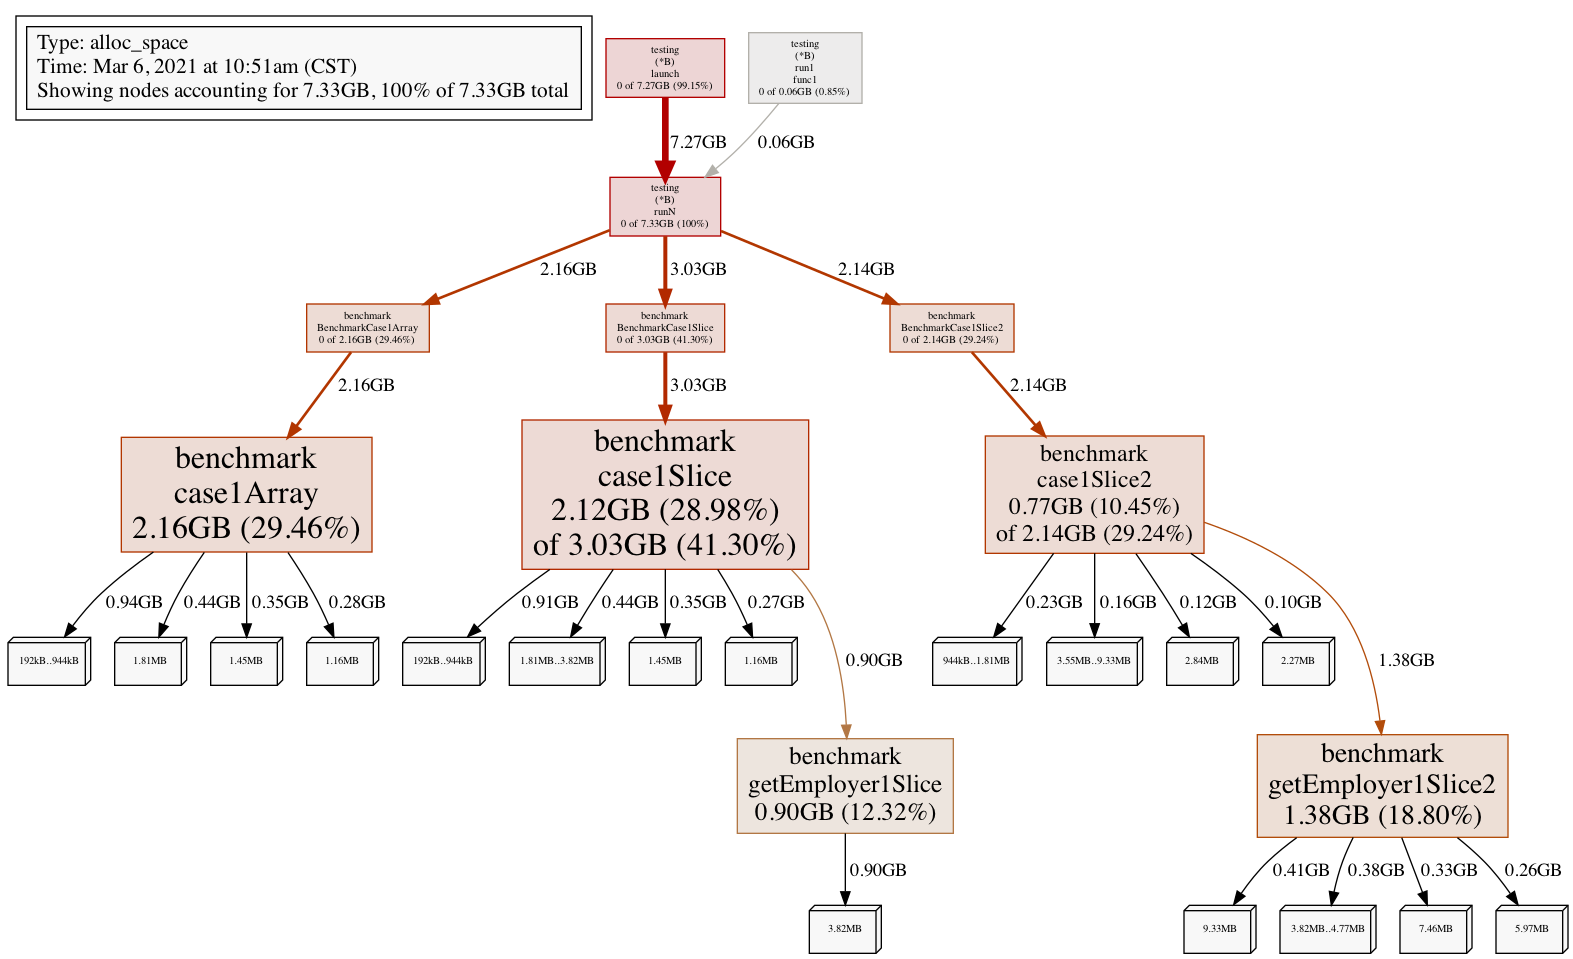 Type: alloc_space
Time: Mar 6, 2021 at 10:51am (CST)
Showing nodes accounting for 7.33GB, 100% of 7.33GB total
testing
(*B)
launch
0 of 7.27GB (99.15%)
testing
(*B)
run1
func1
0 of 0.06GB (0.85%)
7.27GB
0.06GB
testing
(*B)
runN
0 of 7.33GB (100%)
2.16GB
3.03GB
2.14GB
benchmark
BenchmarkCase1Array
0 of 2.16GB (29.46%)
benchmark
BenchmarkCase1Slice
0 of 3.03GB (41.30%)
benchmark
BenchmarkCase1Slice2
0 of 2.14GB (29.24%)
2.16GB
3.03GB
2.14GB
benchmark
case1Array
2.16GB (29.46%)
benchmark
case1Slice
2.12GB (28.98%)
of 3.03GB (41.30%)
benchmark
case1Slice2
0.77GB (10.45%)
of 2.14GB (29.24%)
0.94GB
0.44GB
0.35GB
0.28GB
0.91GB
0.44GB
0.35GB
0.27GB
0.23GB
0.16GB
0.12GB
0.10GB
192kB..944kB
1.81MB
1.45MB
1.16MB
192kB..944kB
1.81MB..3.82MB
1.45MB
1.16MB
0.90GB
944kB..1.81MB
3.55MB..9.33MB
2.84MB
2.27MB
1.38GB
benchmark
getEmployer1Slice
0.90GB (12.32%)
benchmark
getEmployer1Slice2
1.38GB (18.80%)
0.90GB
0.41GB
0.38GB
0.33GB
0.26GB
3.82MB
9.33MB
3.82MB..4.77MB
7.46MB
5.97MB